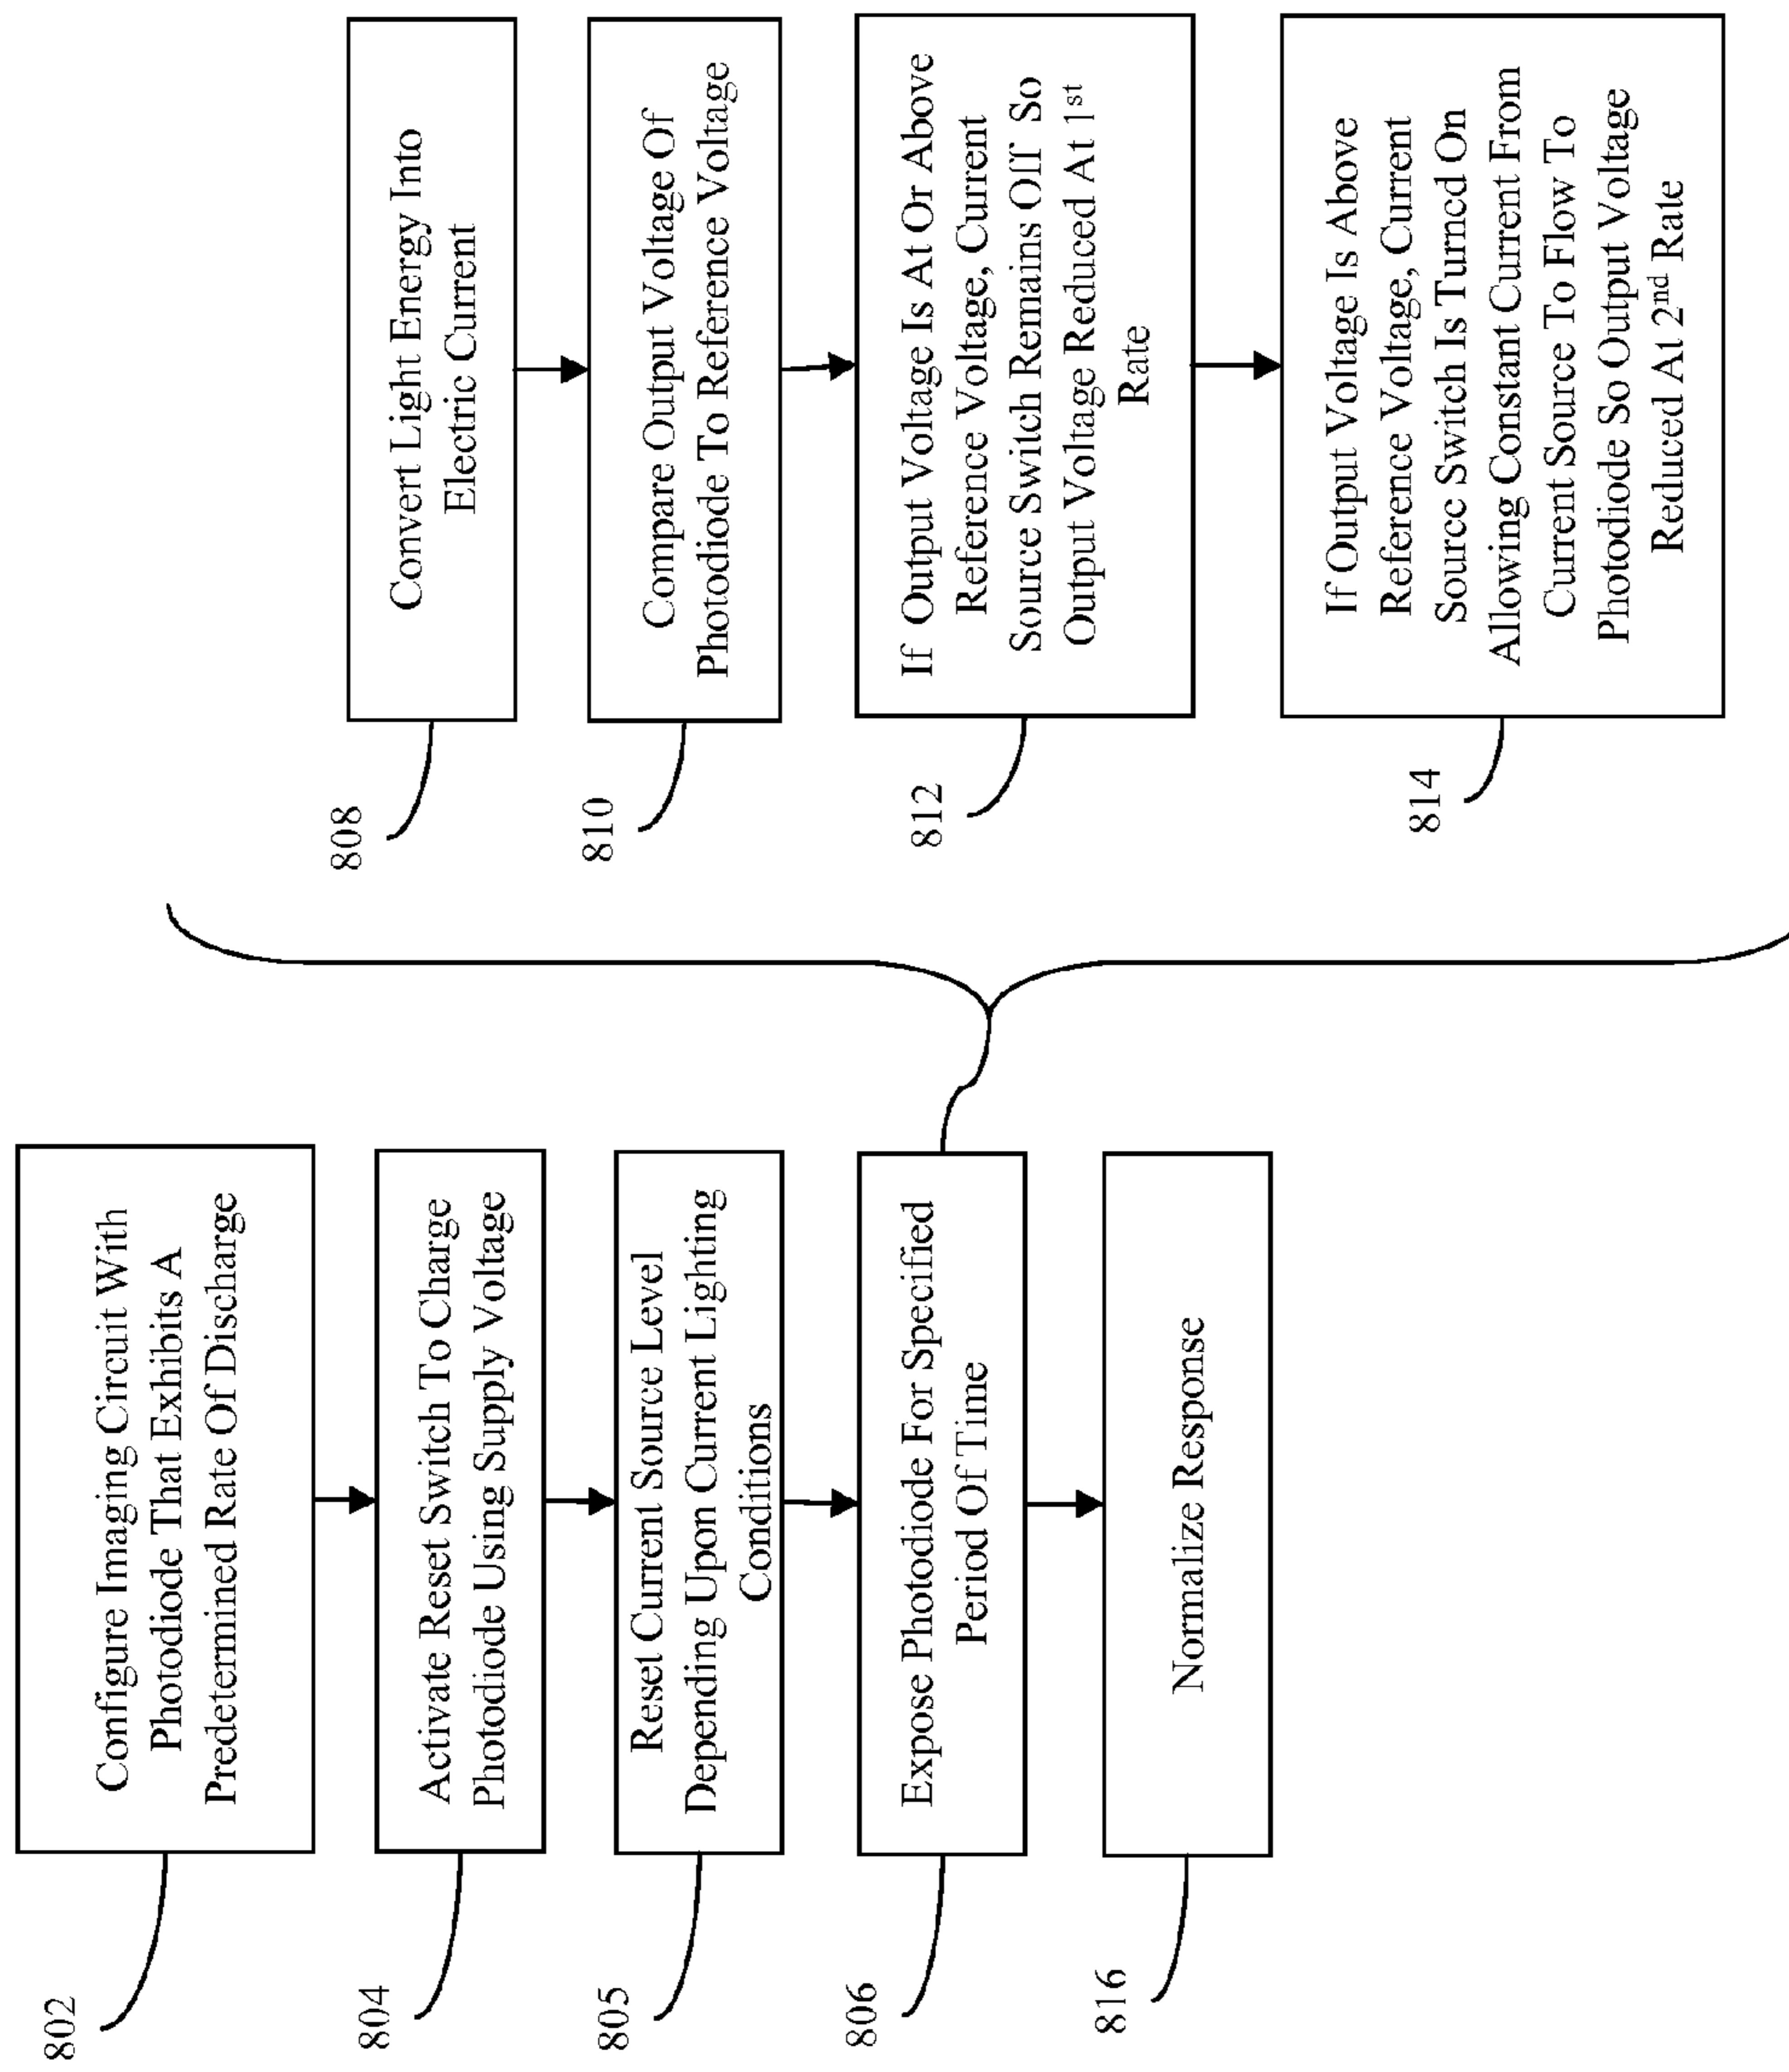 802
Configure Imaging Circuit With
Photodiode That Exhibits A
Predetermined Rate Of Discharge
804
Activate Reset Switch To Charge
Photodiode Using Supply Voltage
805
Reset Current Source Level
Depending Upon Current Lighting
Conditions
806
Expose Photodiode For Specified
Period Of Time
816
Normalize Response
808
Convert Light Energy Into
Electric Current
810
Compare Output Voltage Of
Photodiode To Reference Voltage
812
If Output Voltage Is At Or Above
Reference Voltage, Current
Source Switch Remains Off So
Output Voltage Reduced At 1st
Rate
814
If Output Voltage Is Above
Reference Voltage, Current
Source Switch Is Turned On
Allowing Constant Current From
Current Source To Flow To
Photodiode So Output Voltage
Reduced At 2nd Rate